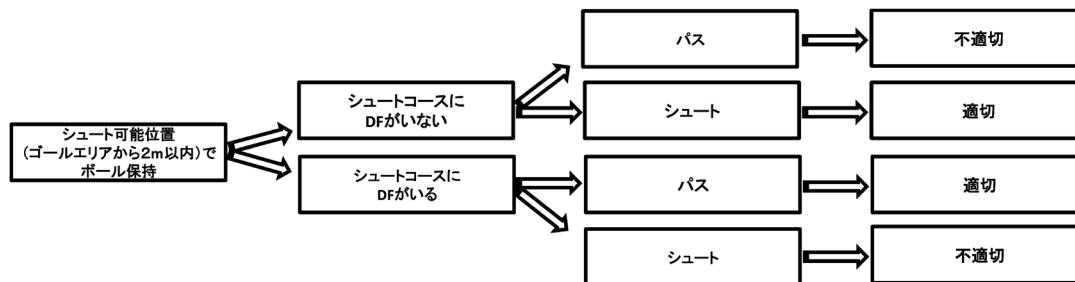 シュート可能位置
(ゴールエリアから2m以内)で
ボール保持
シュートコースに
DFがいない
シュートコースに
DFがいる
パス
不適切
シュート
適切
パス
適切
シュート
不適切